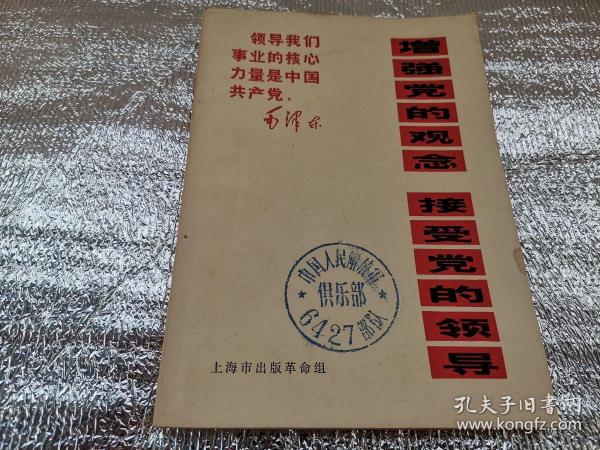 领导我们
事业的核心
力量是中国
共产党。
毛泽东
增强党的观念
接受党的领导
中国人民解放军
俱乐部
6427部队
上海市出版革命组
孔夫子旧书网
www.kongfz.com